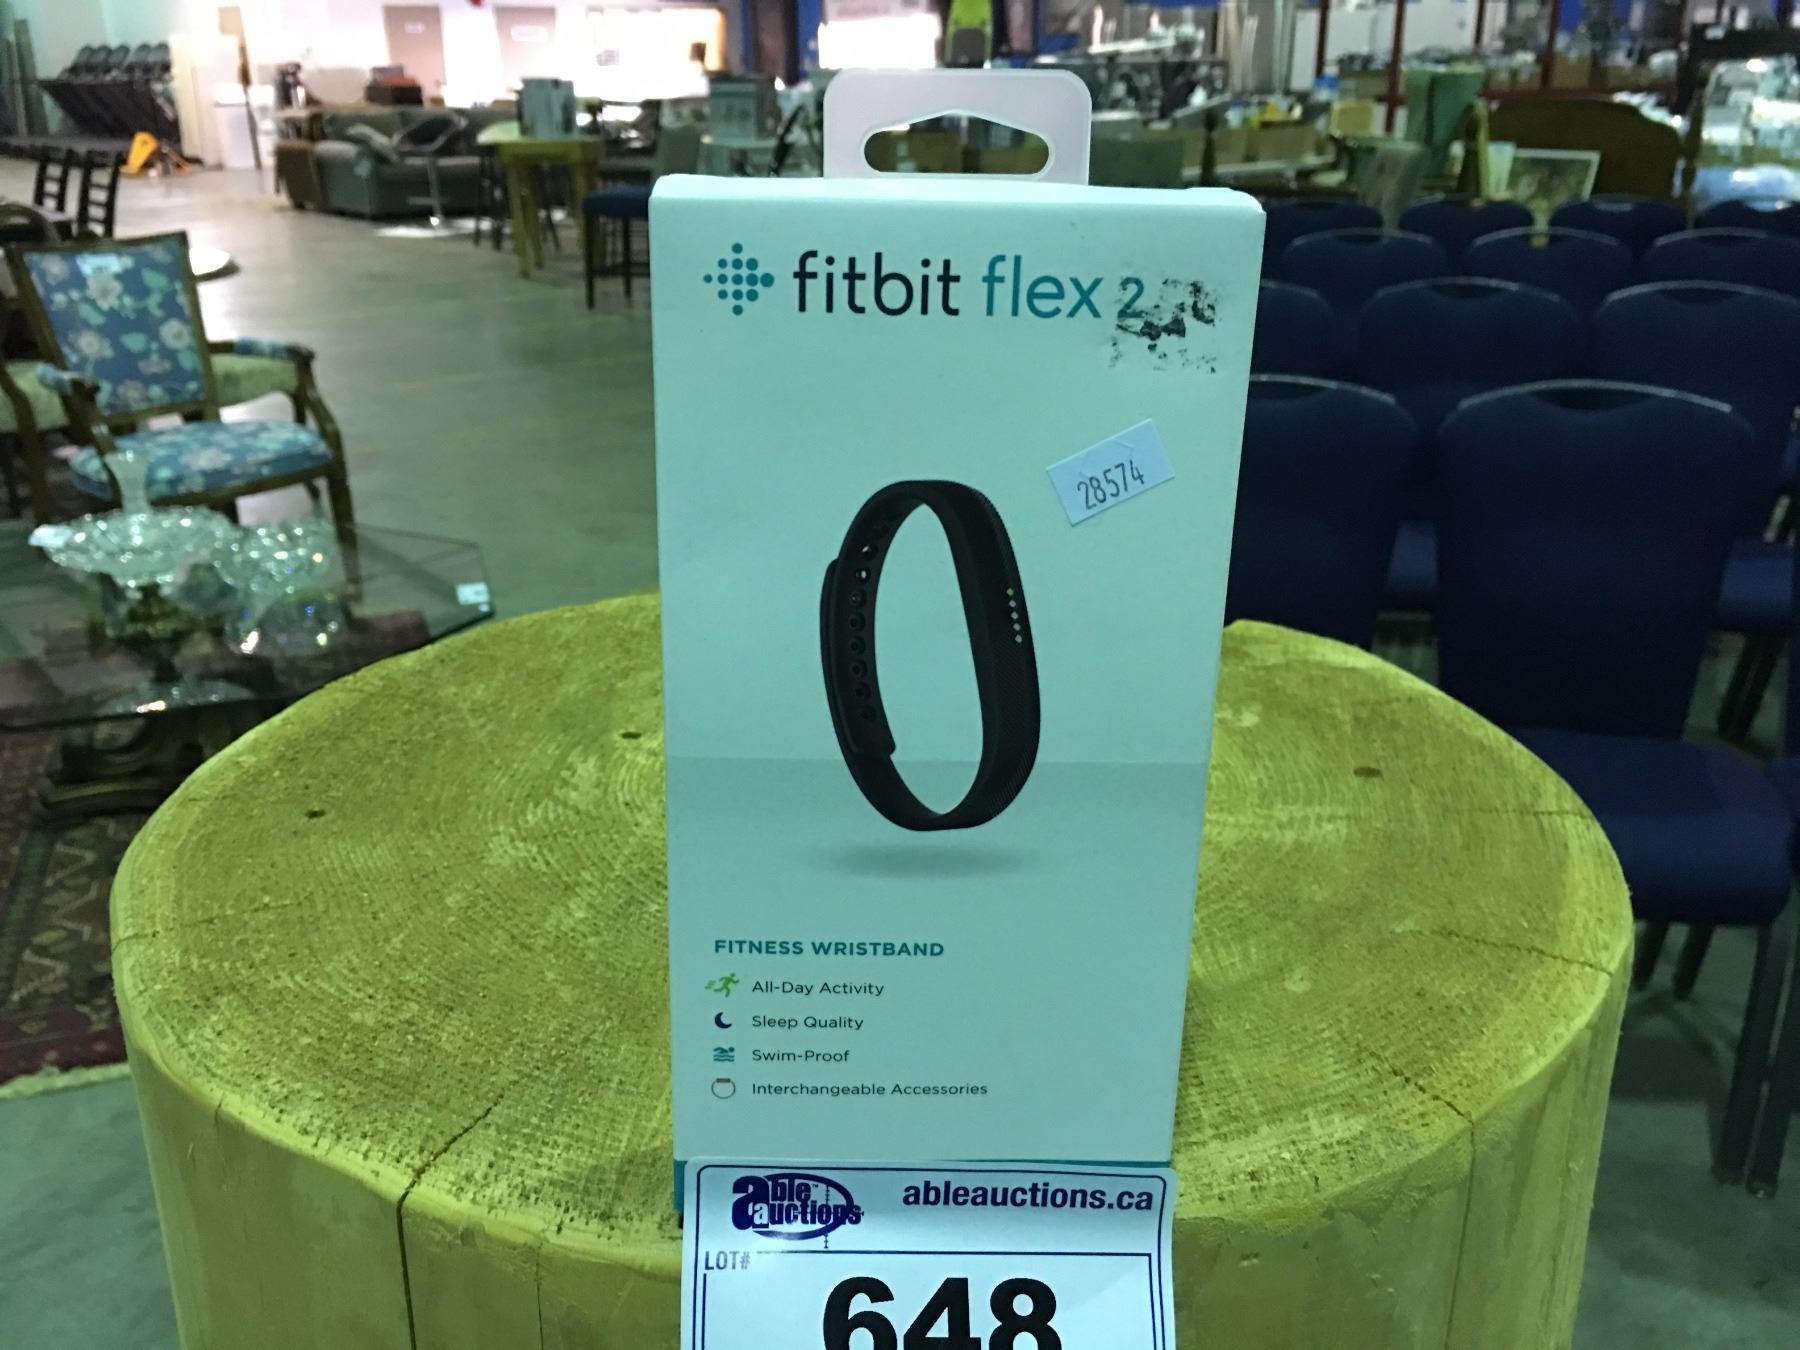 fitbit flex 2
28574
FITNESS WRISTBAND
All-Day Activity
Sleep Quality
Swim-Proof
Interchangeable Accessories
able auctions™
ableauctions.ca
LOT#
648